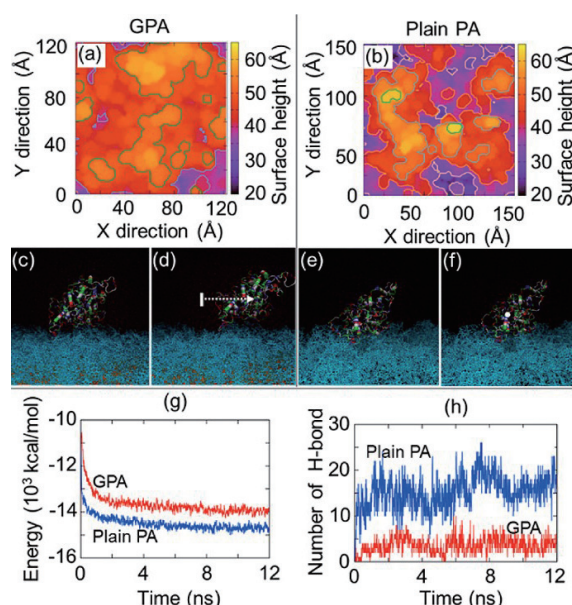 GPA
Plain PA
(a)
Y direction (Å)
120
80
40
0
0 40 80 120
X direction (Å)
60
50
40
30
20
Surface height (Å)
(b)
Y direction (Å)
150
100
50
0
0 50 100 150
X direction (Å)
60
50
40
30
20
Surface height (Å)
(c)
(d)
(e)
(f)
(g)
Energy (10³ kcal/mol)
-10
-12
-14
-16
GPA
Plain PA
0 4 8 12
Time (ns)
(h)
Number of H-bond
30
20
10
0
Plain PA
GPA
0 4 8 12
Time (ns)